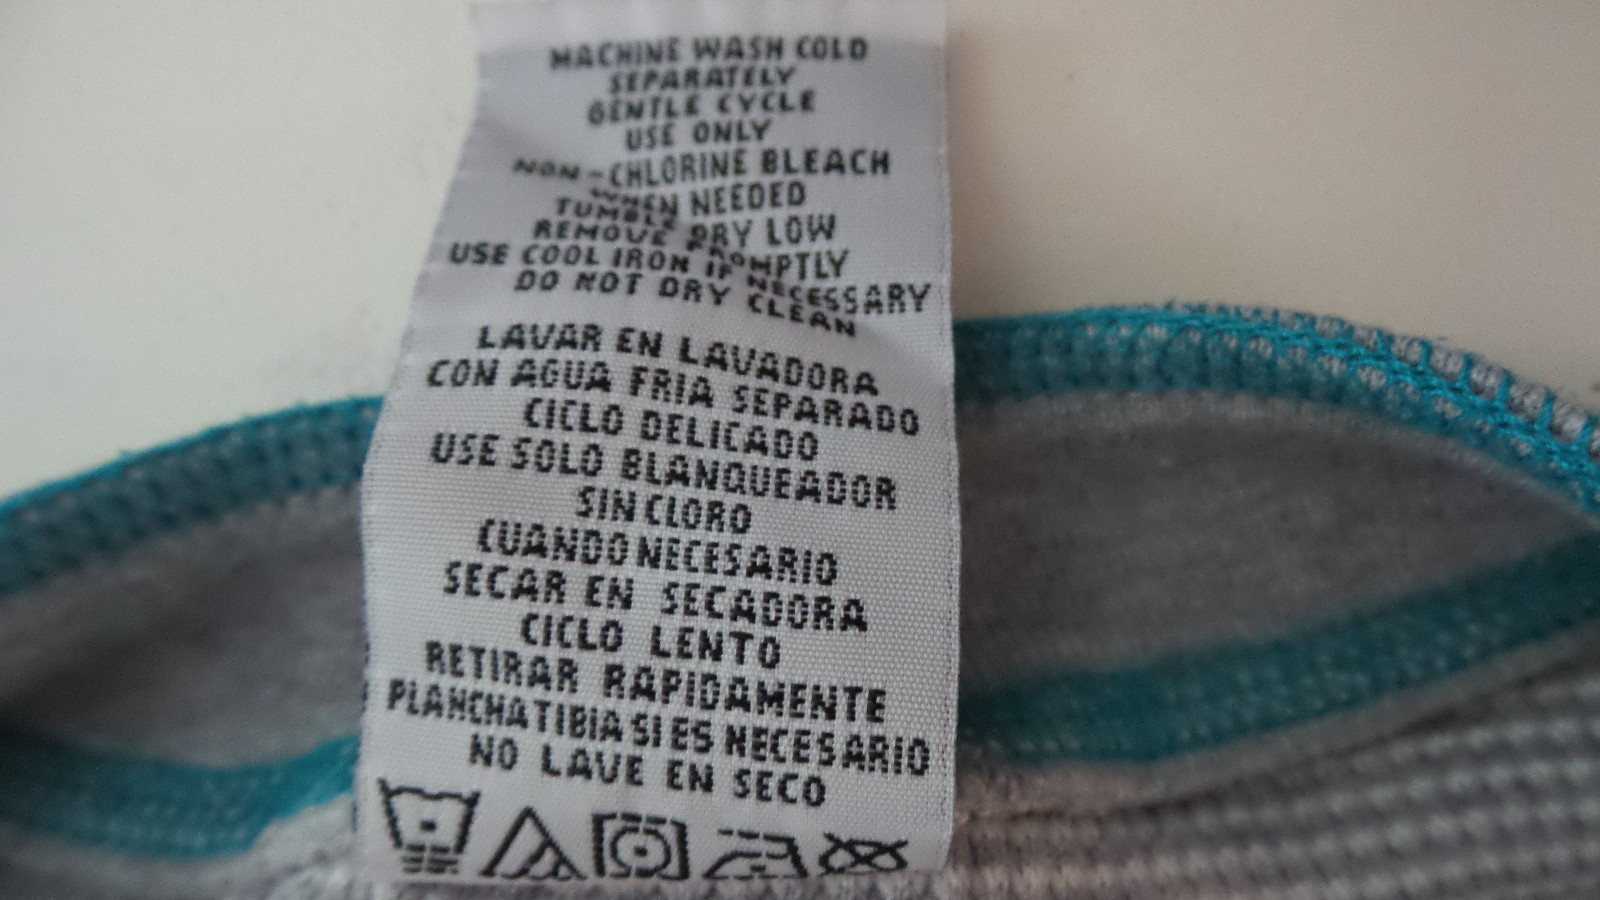 MACHINE WASH COLD
SEPARATELY
GENTLE CYCLE
USE ONLY
NON-CHLORINE BLEACH
WHEN NEEDED
TUMBLE DRY LOW
REMOVE PROMPTLY
USE COOL IRON IF NECESSARY
DO NOT DRY CLEAN
LAVAR EN LAVADORA
CON AGUA FRIA SEPARADO
CICLO DELICADO
USE SOLO BLANQUEADOR
SIN CLORO
CUANDO NECESARIO
SECAR EN SECADORA
CICLO LENTO
RETIRAR RAPIDAMENTE
PLANCHA TIBIA SI ES NECESARIO
NO LAVE EN SECO